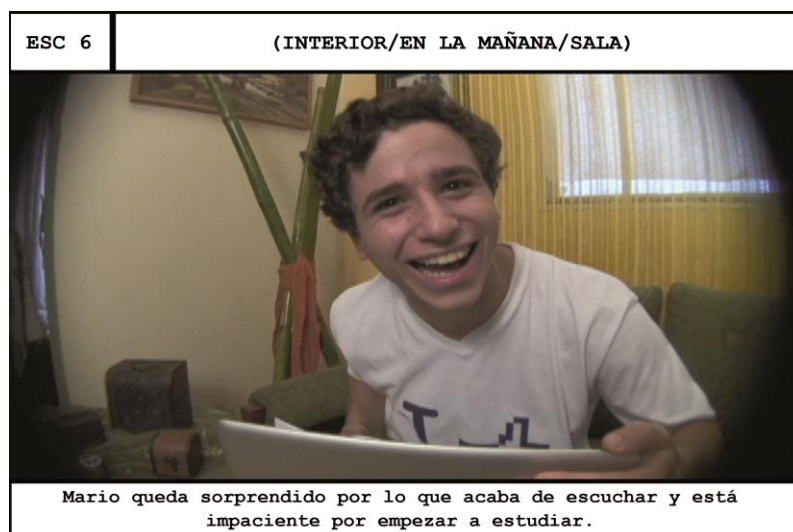 ESC 6
(INTERIOR/EN LA MAÑANA/SALA)
Mario queda sorprendido por lo que acaba de escuchar y está
impaciente por empezar a estudiar.